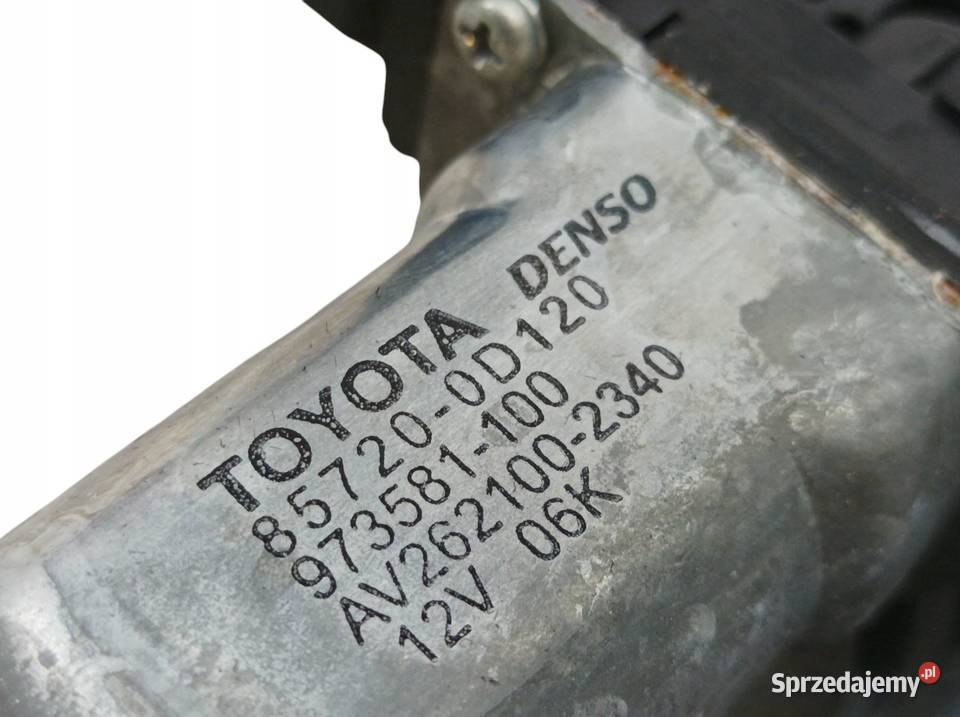 TOYOTA DENSO
85720-0D120
973581-100
AV262100-2340
12V 06K
Sprzedajemy.pl